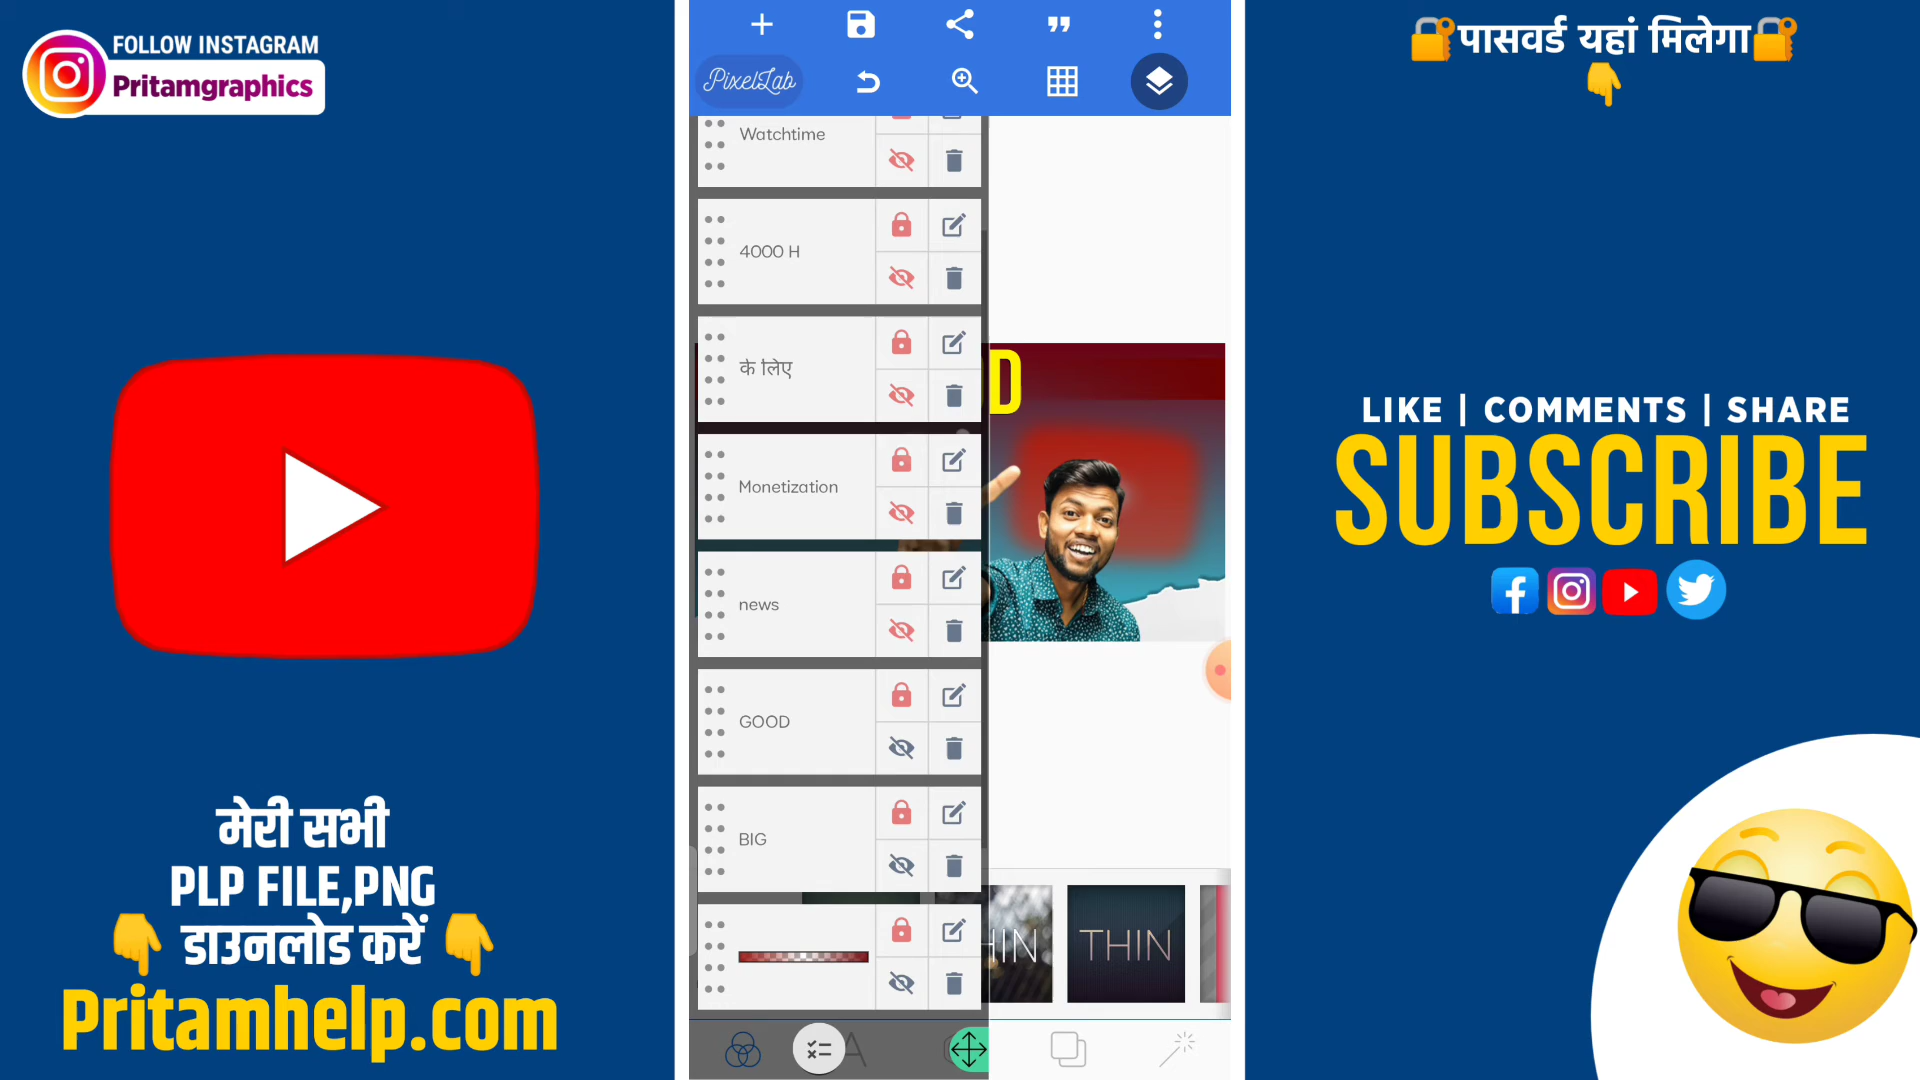 FOLLOW INSTAGRAM
Pritamgraphics
मेरी सभी
PLP FILE,PNG
डाउनलोड करें
Pritamhelp.com
PixelLab
Watchtime
4000 H
के लिए
Monetization
news
GOOD
BIG
D
HIN
THIN
पासवर्ड यहां मिलेगा
LIKE | COMMENTS | SHARE
SUBSCRIBE